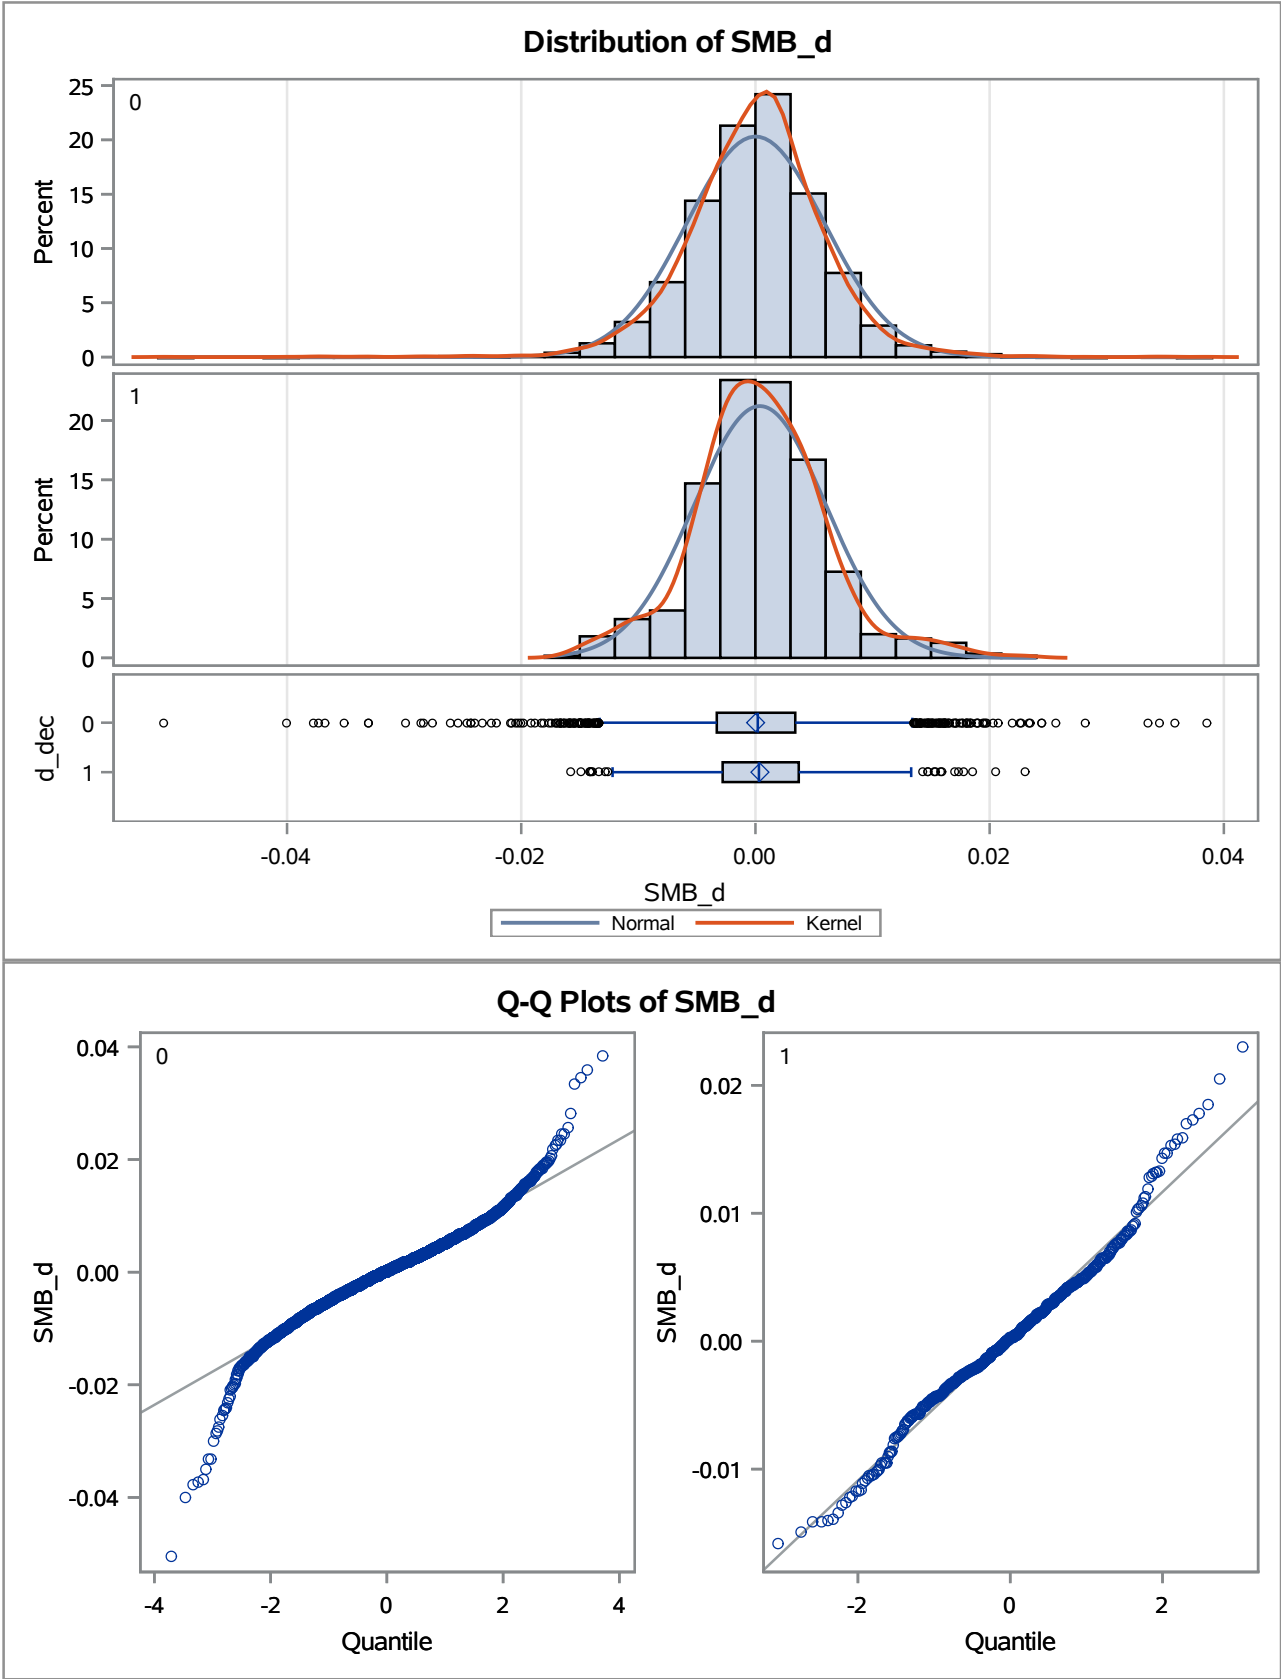 Distribution of SMB_d
0
25
20
15
10
5
0
Percent
1
20
15
10
5
0
Percent
0
1
d_dec
-0.04 -0.02 0.00 0.02 0.04
SMB_d
Normal Kernel
Q-Q Plots of SMB_d
0
0.04
0.02
0.00
-0.02
-0.04
SMB_d
-4 -2 0 2 4
Quantile
1
0.02
0.01
0.00
-0.01
SMB_d
-2 0 2
Quantile